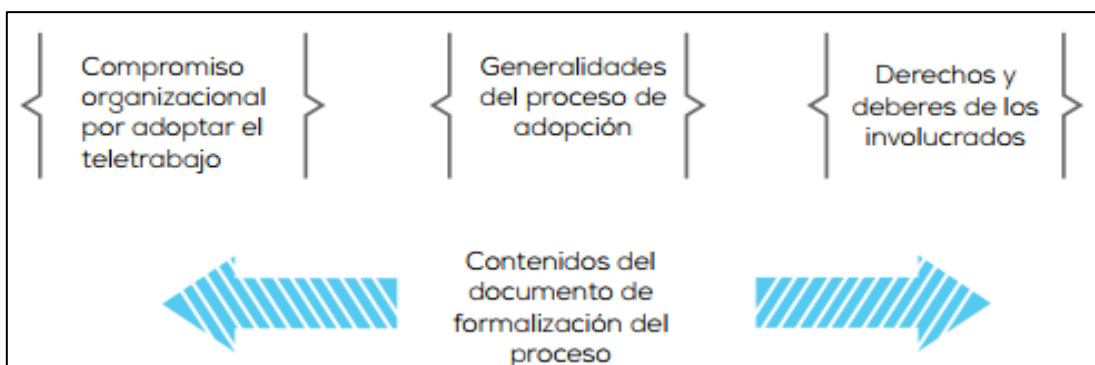 Compromiso
organizacional
por adoptar el
teletrabajo
Generalidades
del proceso de
adopción
Derechos y
deberes de los
involucrados
Contenidos del
documento de
formalización del
proceso